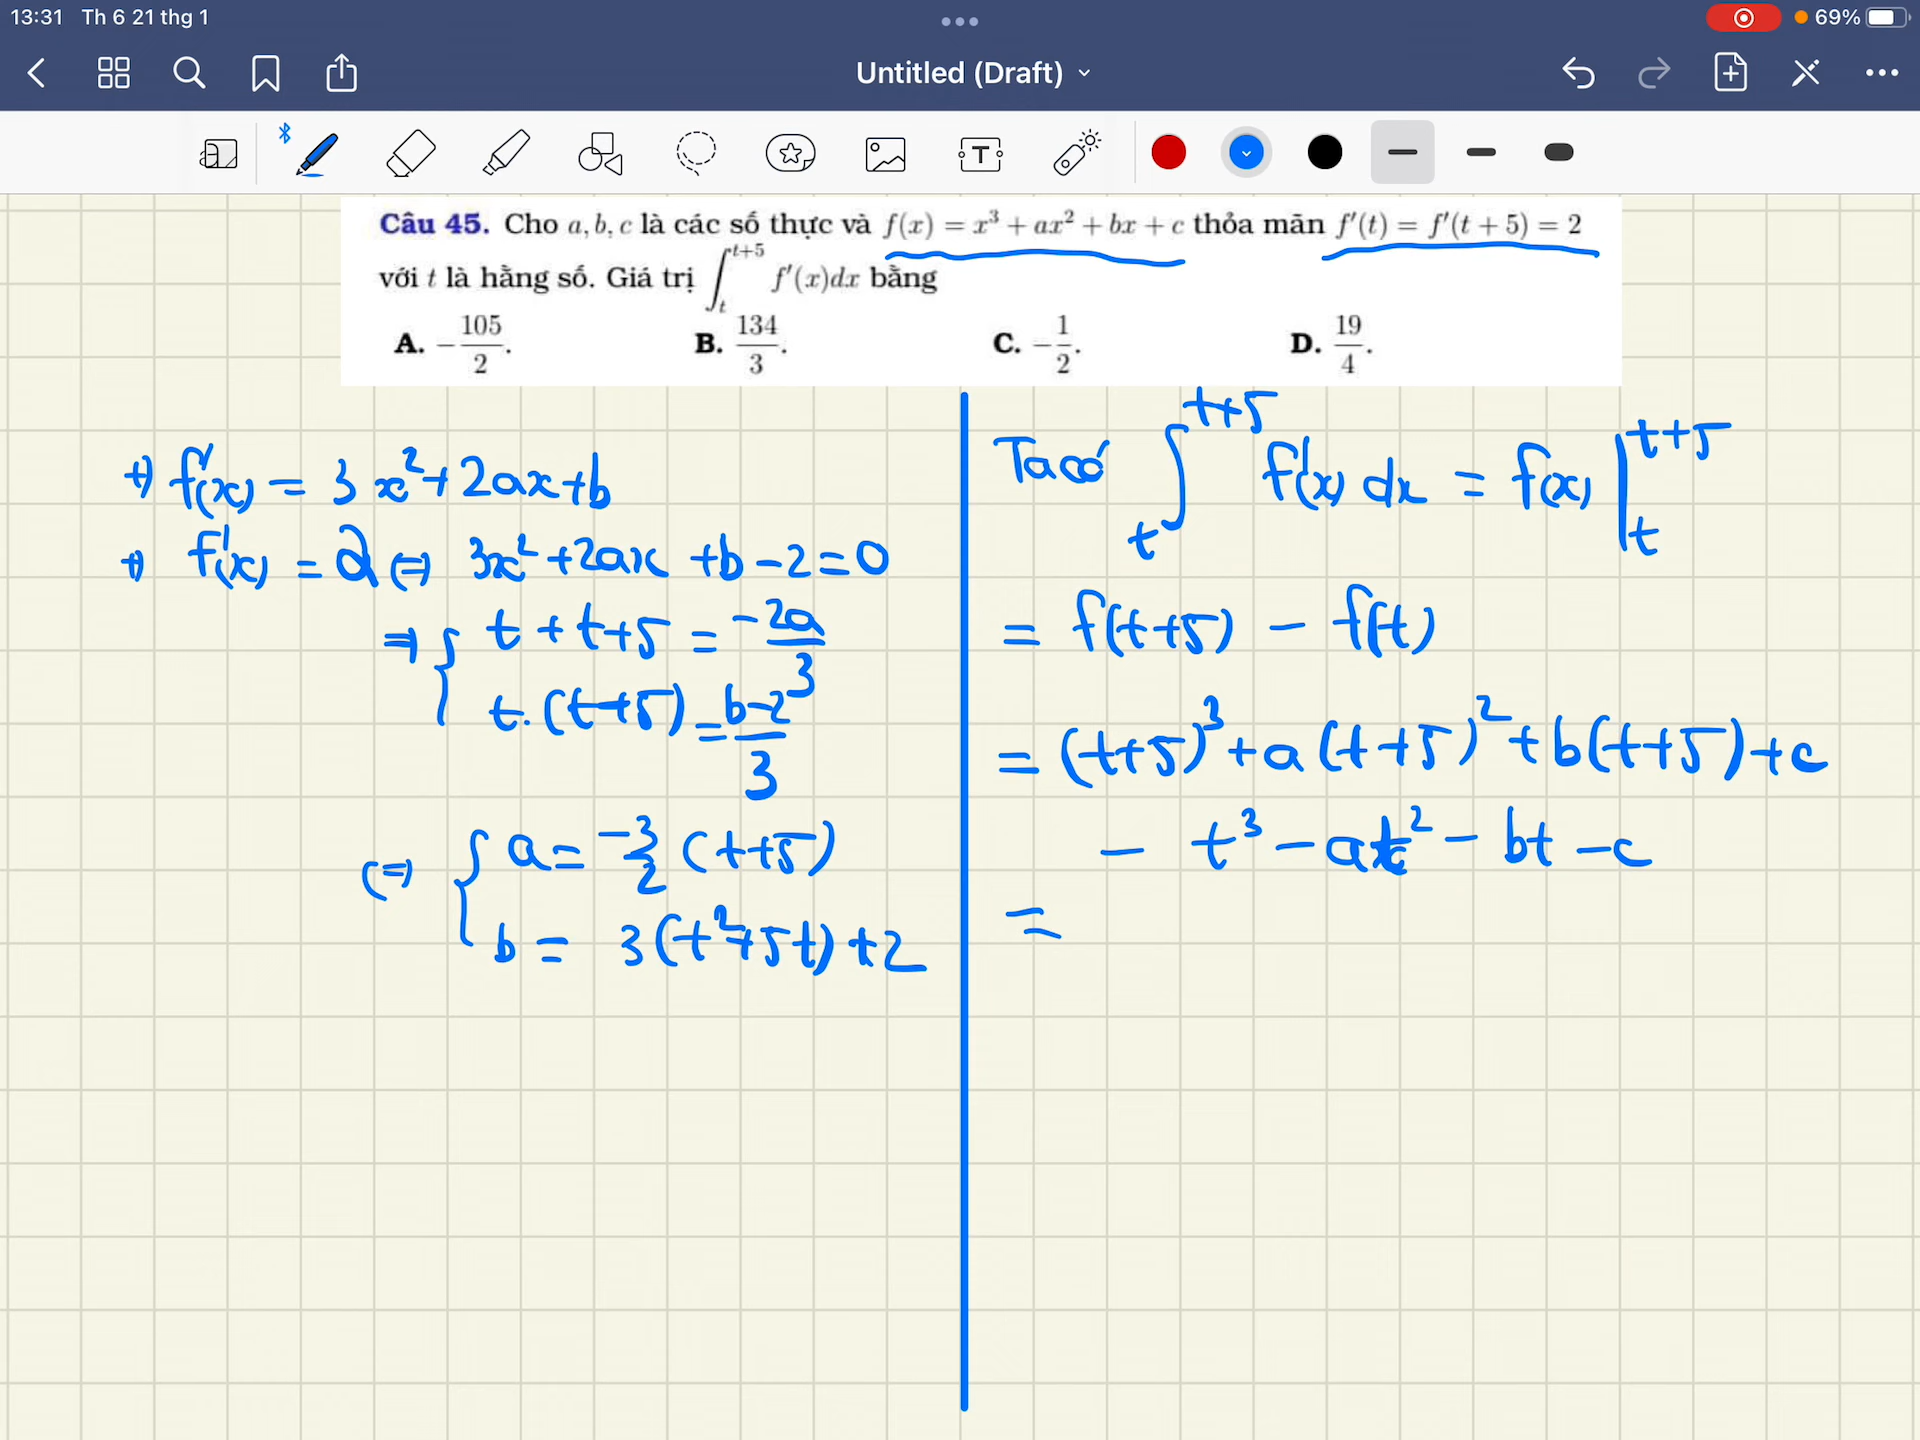 13:31 Th 6 21 thg 1
69%
Untitled (Draft)
T
Câu 45. Cho a, b, c là các số thực và f(x) = x³ + ax² + bx + c thỏa mãn f′(t) = f′(t + 5) = 2
với t là hằng số. Giá trị ∫ₜᵗ⁺⁵ f′(x)dx bằng
A. −105/2. B. 134/3. C. −1/2. D. 19/4.
+) f'(x) = 3x² + 2ax + b
+) f'(x) = 2 (=) 3x² + 2ax + b − 2 = 0
⇒ { t + t + 5 = −2a/3
t.(t+5) = b−2/3
(=) { a = −3/2 (t+5)
b = 3(t²+5t) + 2
Ta có ∫ₜᵗ⁺⁵ f'(x) dx = f(x) |ₜᵗ⁺⁵
= f(t+5) − f(t)
= (t+5)³ + a(t+5)² + b(t+5) + c
− t³ − at² − bt − c
=